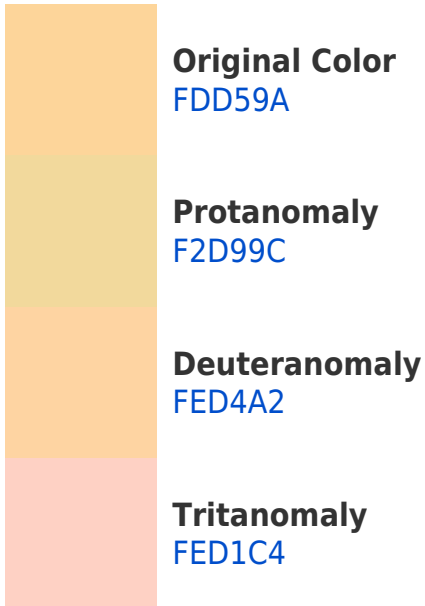 Original Color
FDD59A
Protanomaly
F2D99C
Deuteranomaly
FED4A2
Tritanomaly
FED1C4